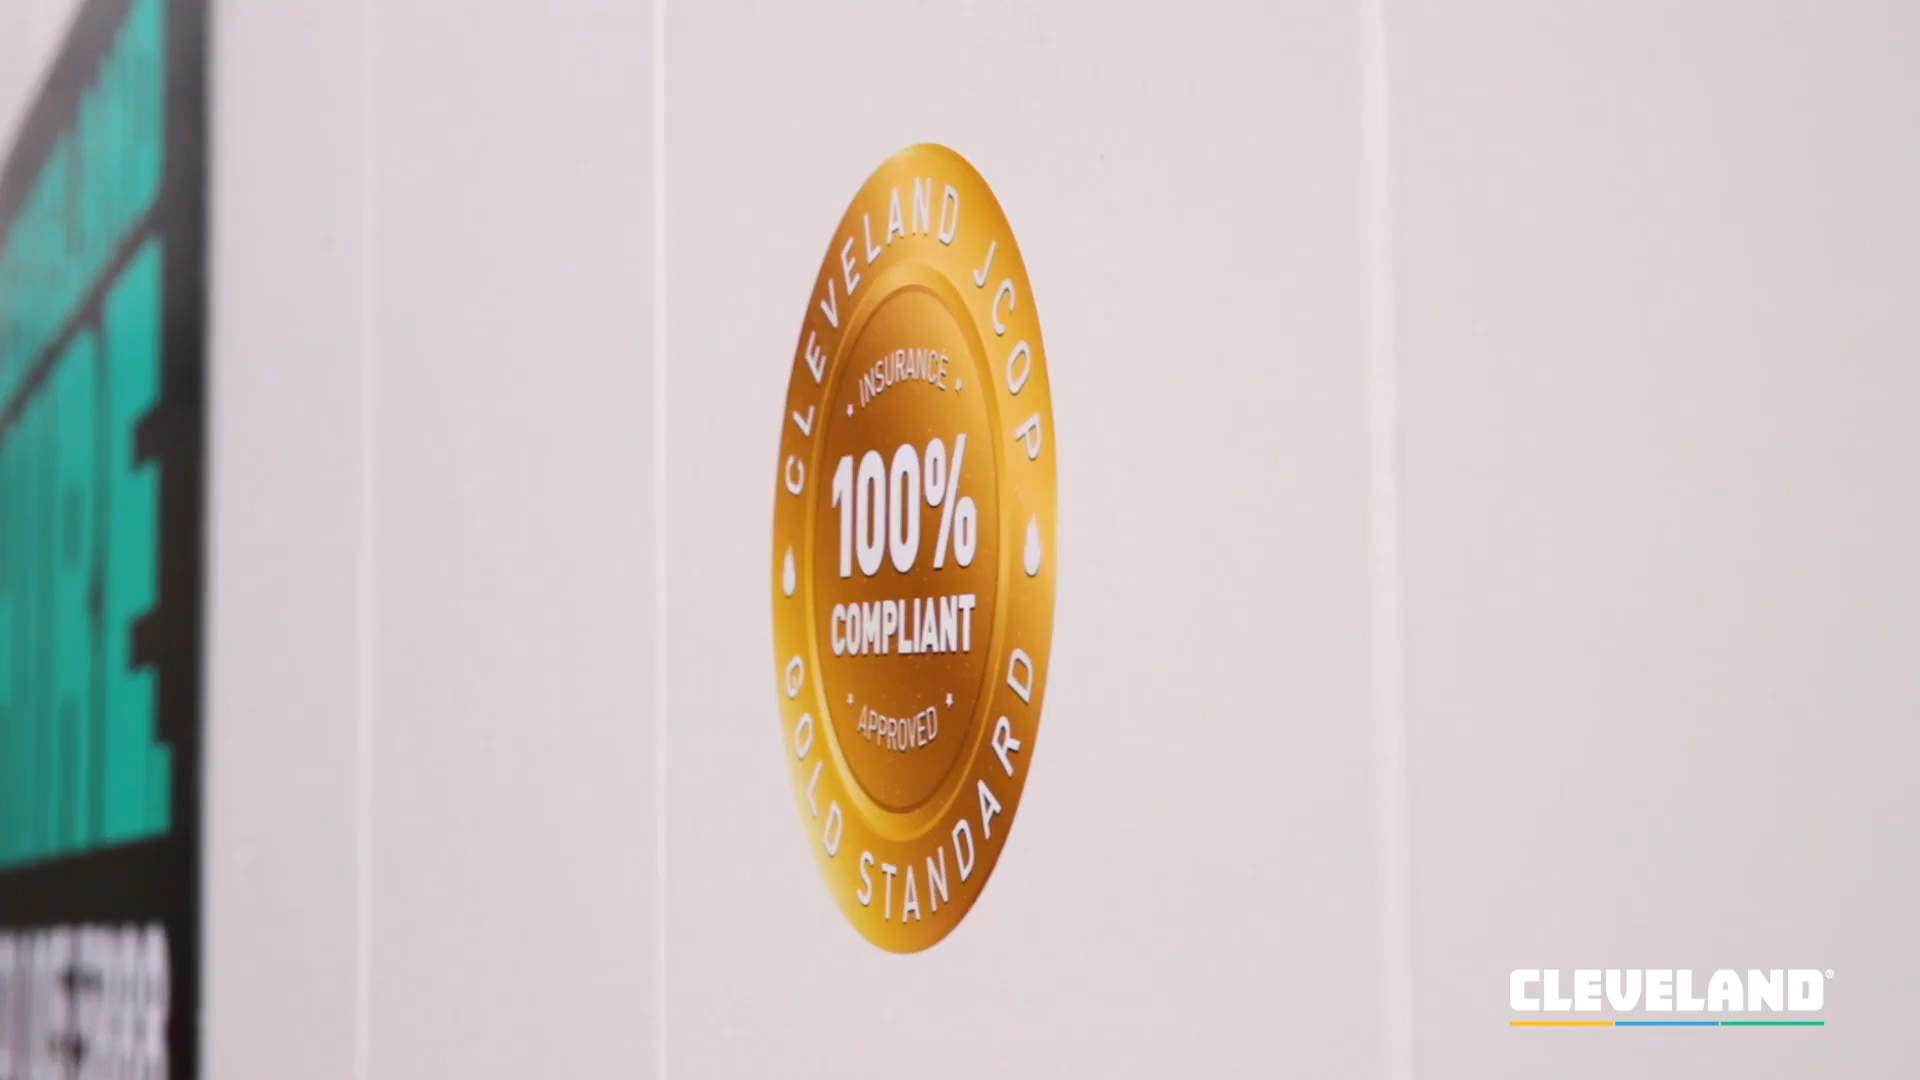 CLEVELAND JCOP
INSURANCE
100%
COMPLIANT
APPROVED
GOLD STANDARD
CLEVELAND®